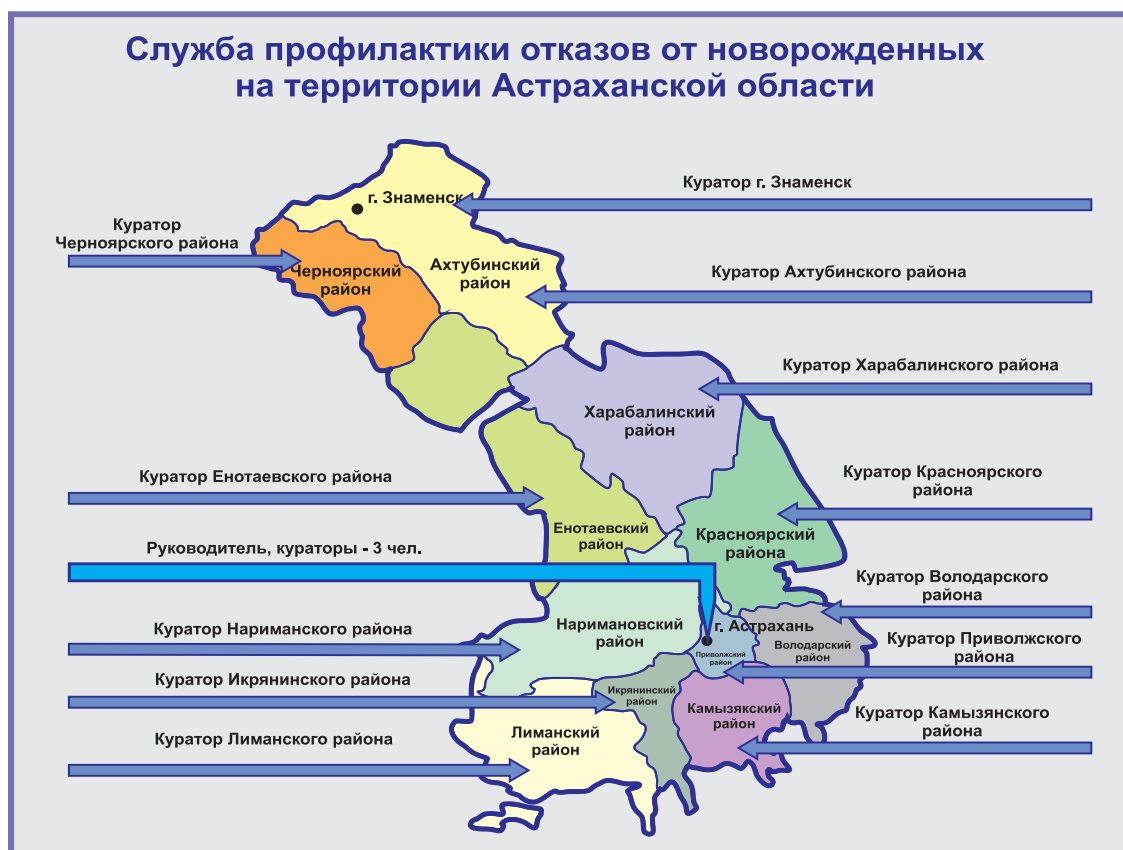 Служба профилактики отказов от новорожденных
на территории Астраханской области
Куратор г. Знаменск
г. Знаменск
Куратор
Черноярского района
Черноярский
район
Ахтубинский
район
Куратор Ахтубинского района
Куратор Харабалинского района
Харабалинский
район
Куратор Енотаевского района
Куратор Красноярского
района
Енотаевский
район
Красноярский
района
Руководитель, кураторы - 3 чел.
Куратор Володарского
района
Куратор Нариманского района
Наримановский
район
г. Астрахань
Приволжский
район
Володарский
район
Куратор Приволжского
района
Куратор Икрянинского района
Икрянинский
район
Камызякский
район
Куратор Камызянского
района
Куратор Лиманского района
Лиманский
район